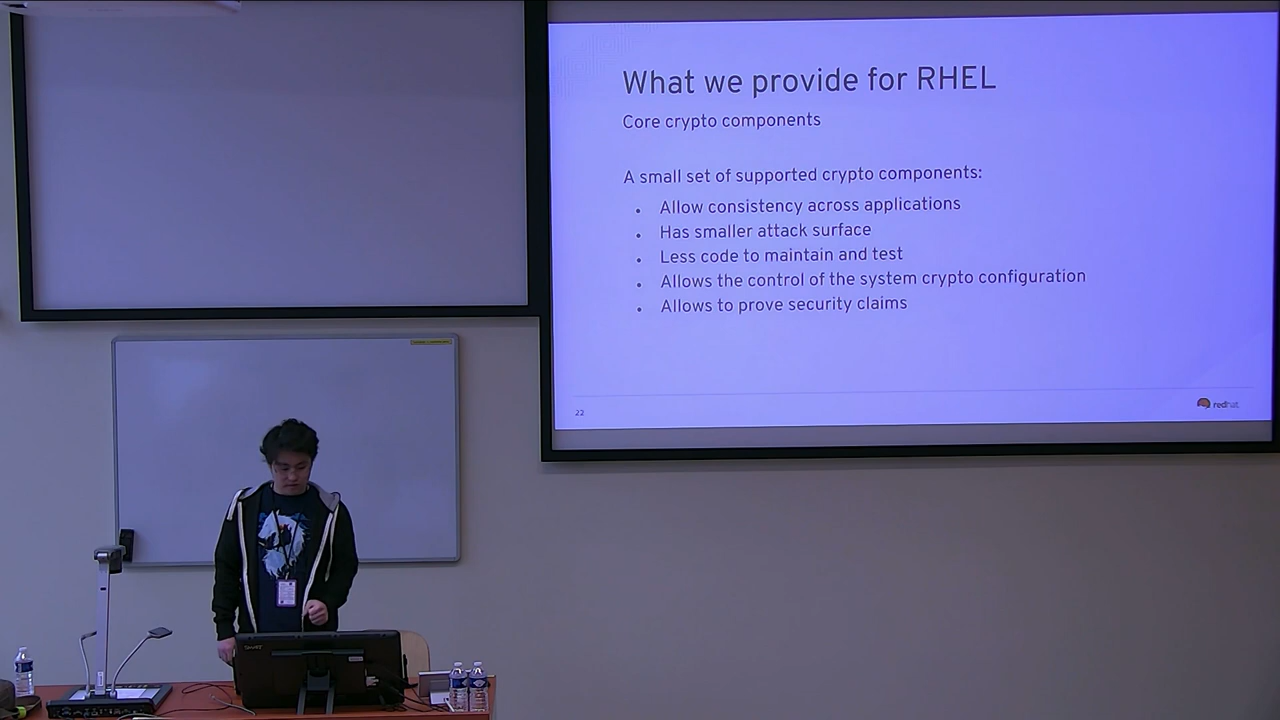 What we provide for RHEL
Core crypto components
A small set of supported crypto components:
Allow consistency across applications
Has smaller attack surface
Less code to maintain and test
Allows the control of the system crypto configuration
Allows to prove security claims
22
redhat